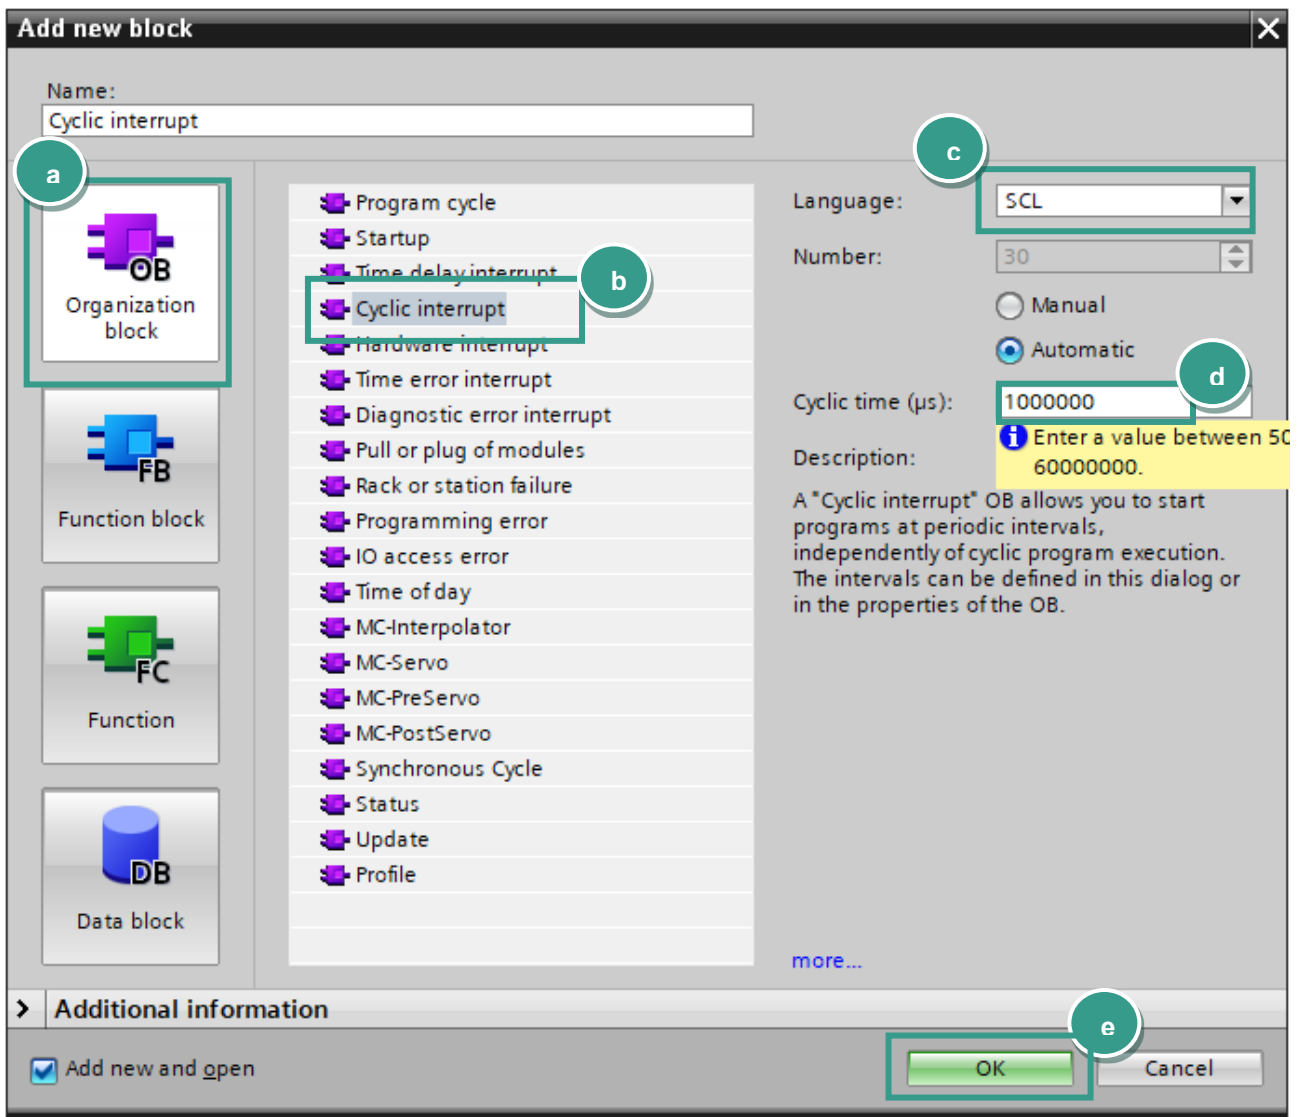 Add new block
Name:
Cyclic interrupt
a
OB
Organization
block
FB
Function block
FC
Function
DB
Data block
Program cycle
Startup
Time delay interrupt
b
Cyclic interrupt
Hardware interrupt
Time error interrupt
Diagnostic error interrupt
Pull or plug of modules
Rack or station failure
Programming error
IO access error
Time of day
MC-Interpolator
MC-Servo
MC-PreServo
MC-PostServo
Synchronous Cycle
Status
Update
Profile
c
Language: SCL
Number: 30
Manual
Automatic
d
Cyclic time (µs): 1000000
Enter a value between 50
60000000.
Description:
A "Cyclic interrupt" OB allows you to start
programs at periodic intervals,
independently of cyclic program execution.
The intervals can be defined in this dialog or
in the properties of the OB.
more...
Additional information
e
Add new and open
OK
Cancel